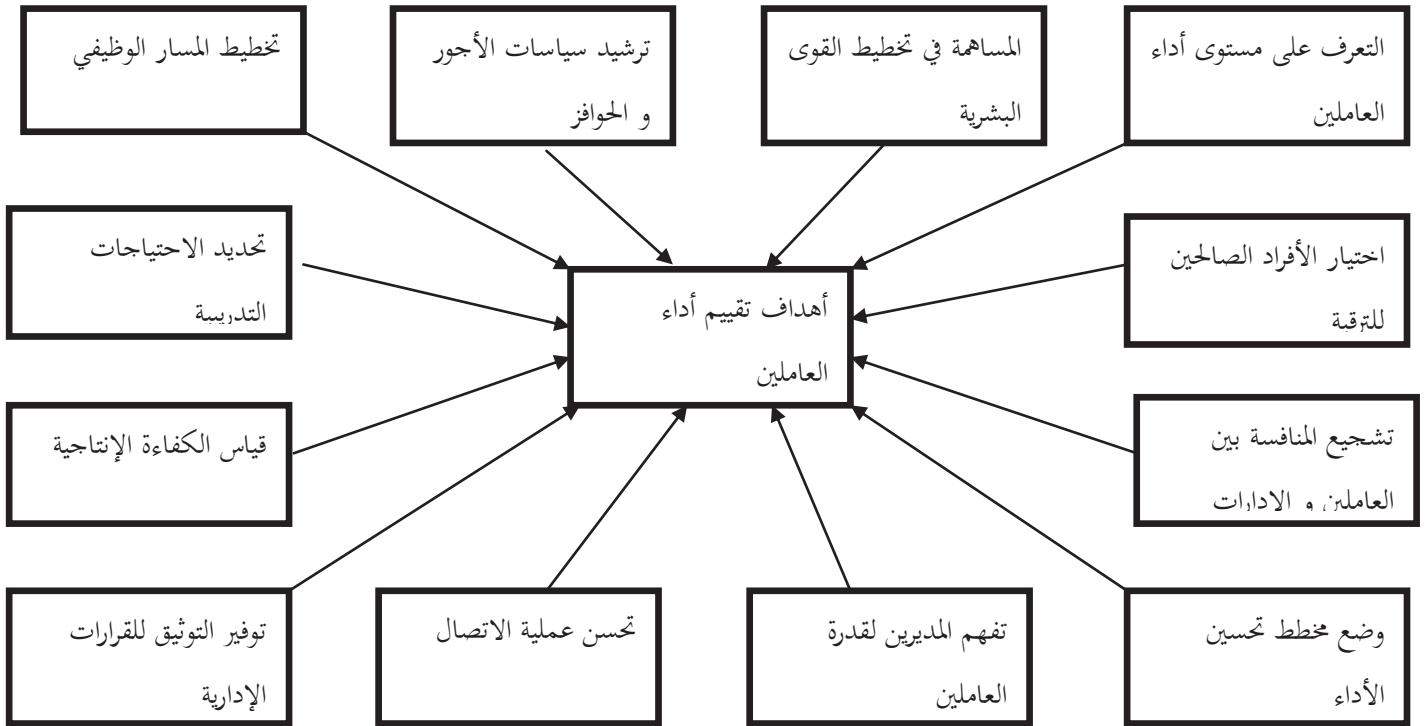 التعرف على مستوى أداء
العاملين
المساهمة في تخطيط القوى
البشرية
ترشيد سياسات الأجور
و الحوافز
تخطيط المسار الوظيفي
اختيار الأفراد الصالحين
للترقية
تحديد الاحتياجات
التدريبية
أهداف تقييم أداء
العاملين
تشجيع المنافسة بين
العاملين و الادارات
قياس الكفاءة الإنتاجية
وضع مخطط تحسين
الأداء
تفهم المديرين لقدرة
العاملين
تحسن عملية الاتصال
توفير التوثيق للقرارات
الإدارية